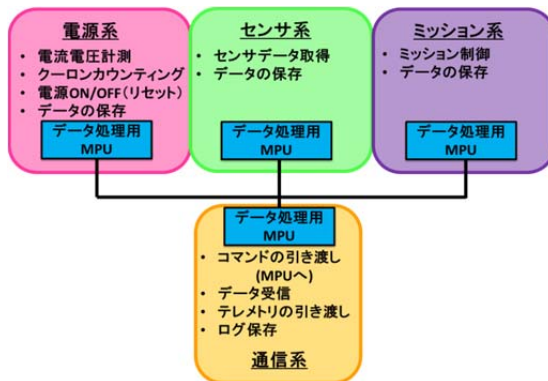 電源系
・ 電流電圧計測
・ クーロンカウンティング
・ 電源ON/OFF(リセット)
・ データの保存
データ処理用
MPU
センサ系
・ センサデータ取得
・ データの保存
データ処理用
MPU
ミッション系
・ ミッション制御
・ データの保存
データ処理用
MPU
データ処理用
MPU
・ コマンドの引き渡し
(MPUへ)
・ データ受信
・ テレメトリの引き渡し
・ ログ保存
通信系